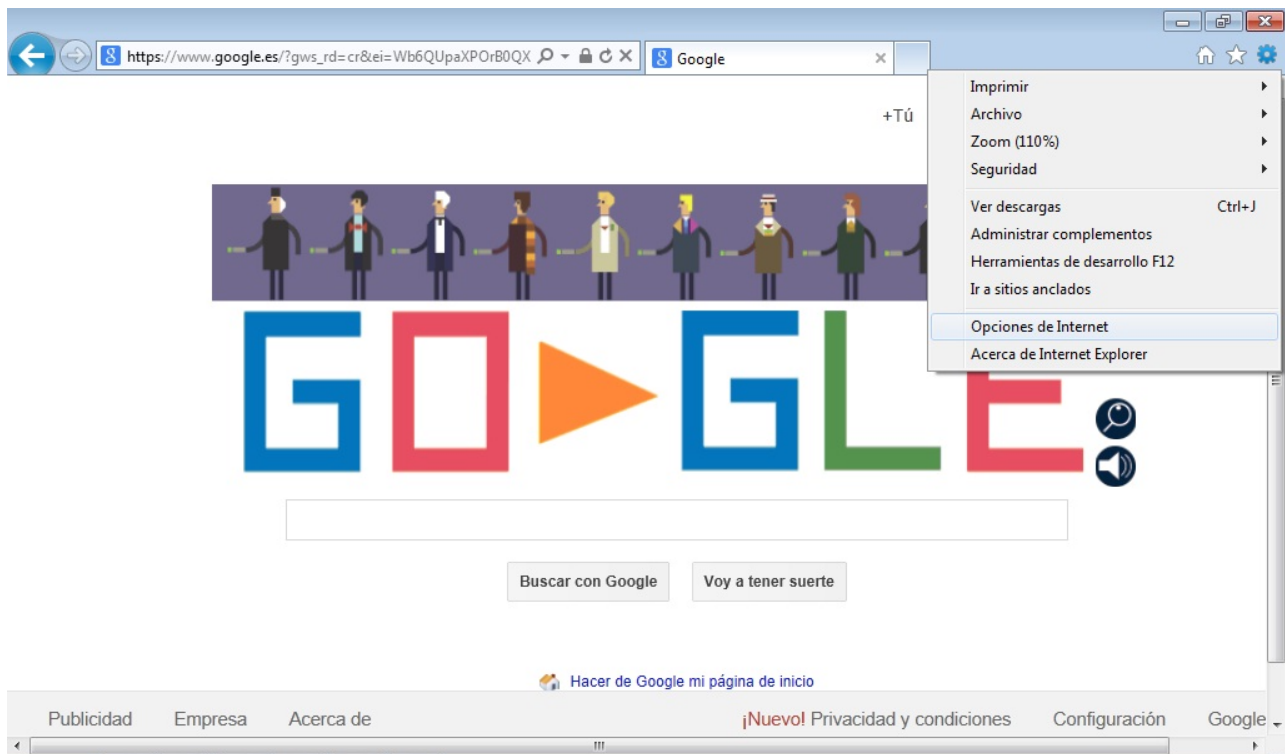 https://www.google.es/?gws_rd=cr&ei=Wb6QUpaXPOrB0QX
Google
+Tú
Imprimir
Archivo
Zoom (110%)
Seguridad
Ver descargas Ctrl+J
Administrar complementos
Herramientas de desarrollo F12
Ir a sitios anclados
Opciones de Internet
Acerca de Internet Explorer
GO GLE
Buscar con Google Voy a tener suerte
Hacer de Google mi página de inicio
Publicidad Empresa Acerca de ¡Nuevo! Privacidad y condiciones Configuración Google